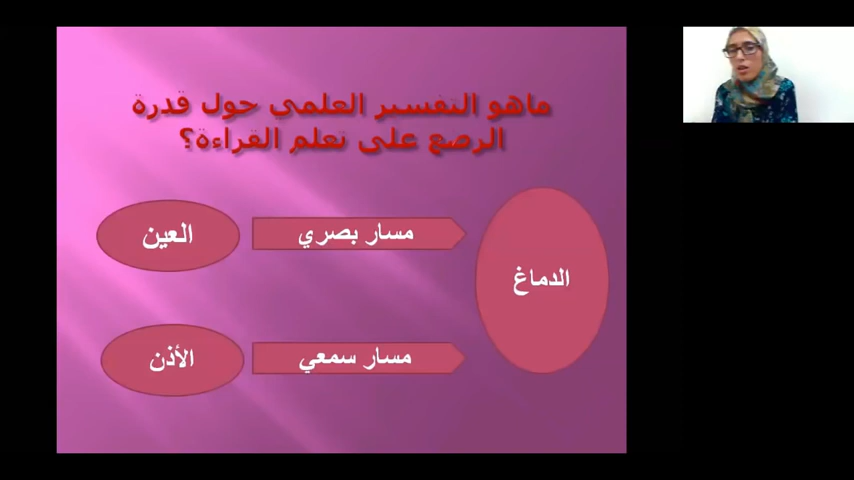 ماهو التفسير العلمي حول قدرة
الرضع على تعلم القراءة؟
العين
مسار بصري
الدماغ
الأذن
مسار سمعي